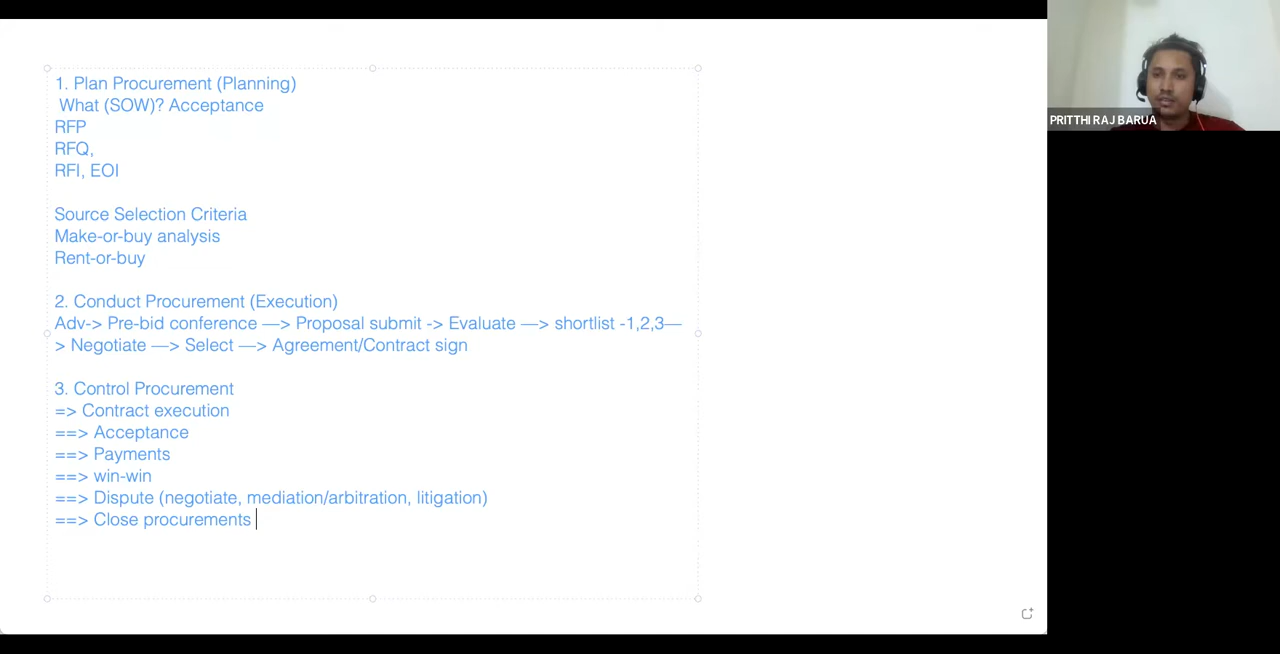 1. Plan Procurement (Planning)
What (SOW)? Acceptance
RFP
RFQ,
RFI, EOI
Source Selection Criteria
Make-or-buy analysis
Rent-or-buy
2. Conduct Procurement (Execution)
Adv-> Pre-bid conference —> Proposal submit -> Evaluate —> shortlist -1,2,3—
> Negotiate —> Select —> Agreement/Contract sign
3. Control Procurement
=> Contract execution
==> Acceptance
==> Payments
==> win-win
==> Dispute (negotiate, mediation/arbitration, litigation)
==> Close procurements
PRITTHI RAJ BARUA